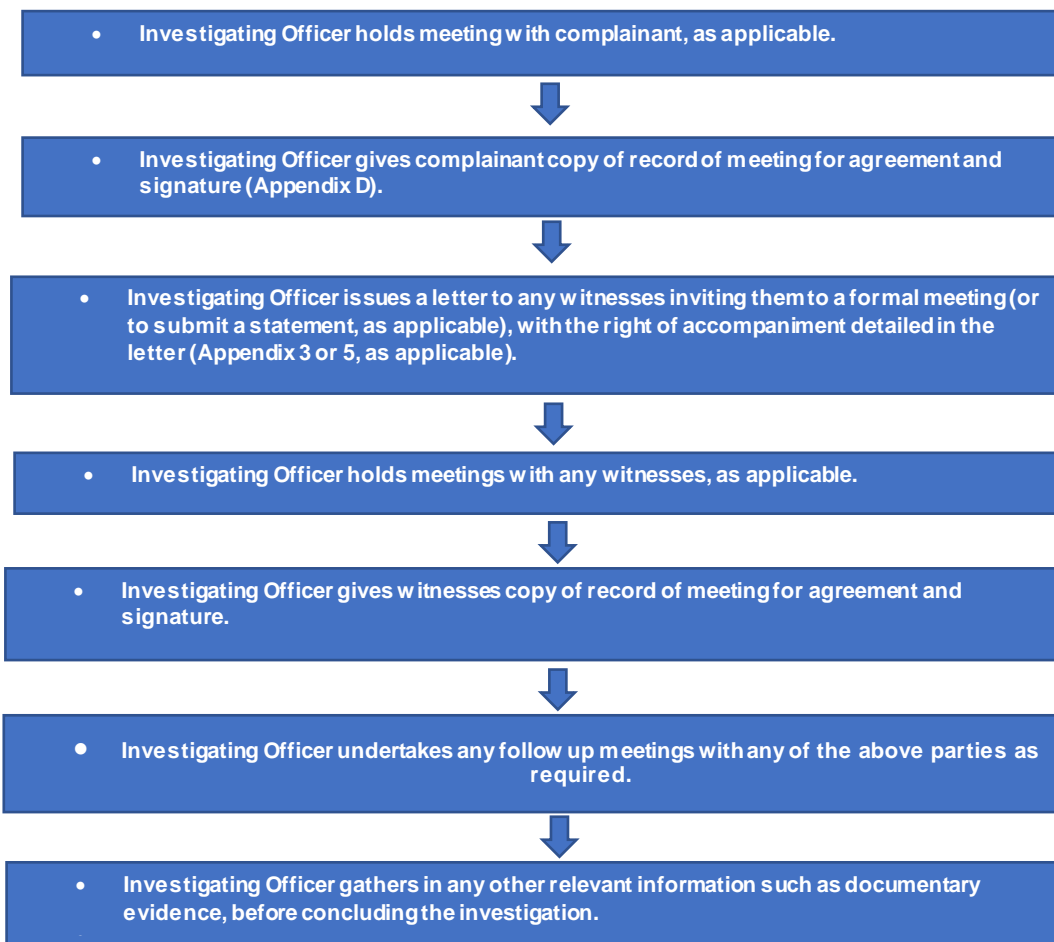 • Investigating Officer holds meeting with complainant, as applicable.
• Investigating Officer gives complainant copy of record of meeting for agreement and
signature (Appendix D).
• Investigating Officer issues a letter to any witnesses inviting them to a formal meeting (or
to submit a statement, as applicable), with the right of accompaniment detailed in the
letter (Appendix 3 or 5, as applicable).
• Investigating Officer holds meetings with any witnesses, as applicable.
• Investigating Officer gives witnesses copy of record of meeting for agreement and
signature.
• Investigating Officer undertakes any follow up meetings with any of the above parties as
required.
• Investigating Officer gathers in any other relevant information such as documentary
evidence, before concluding the investigation.